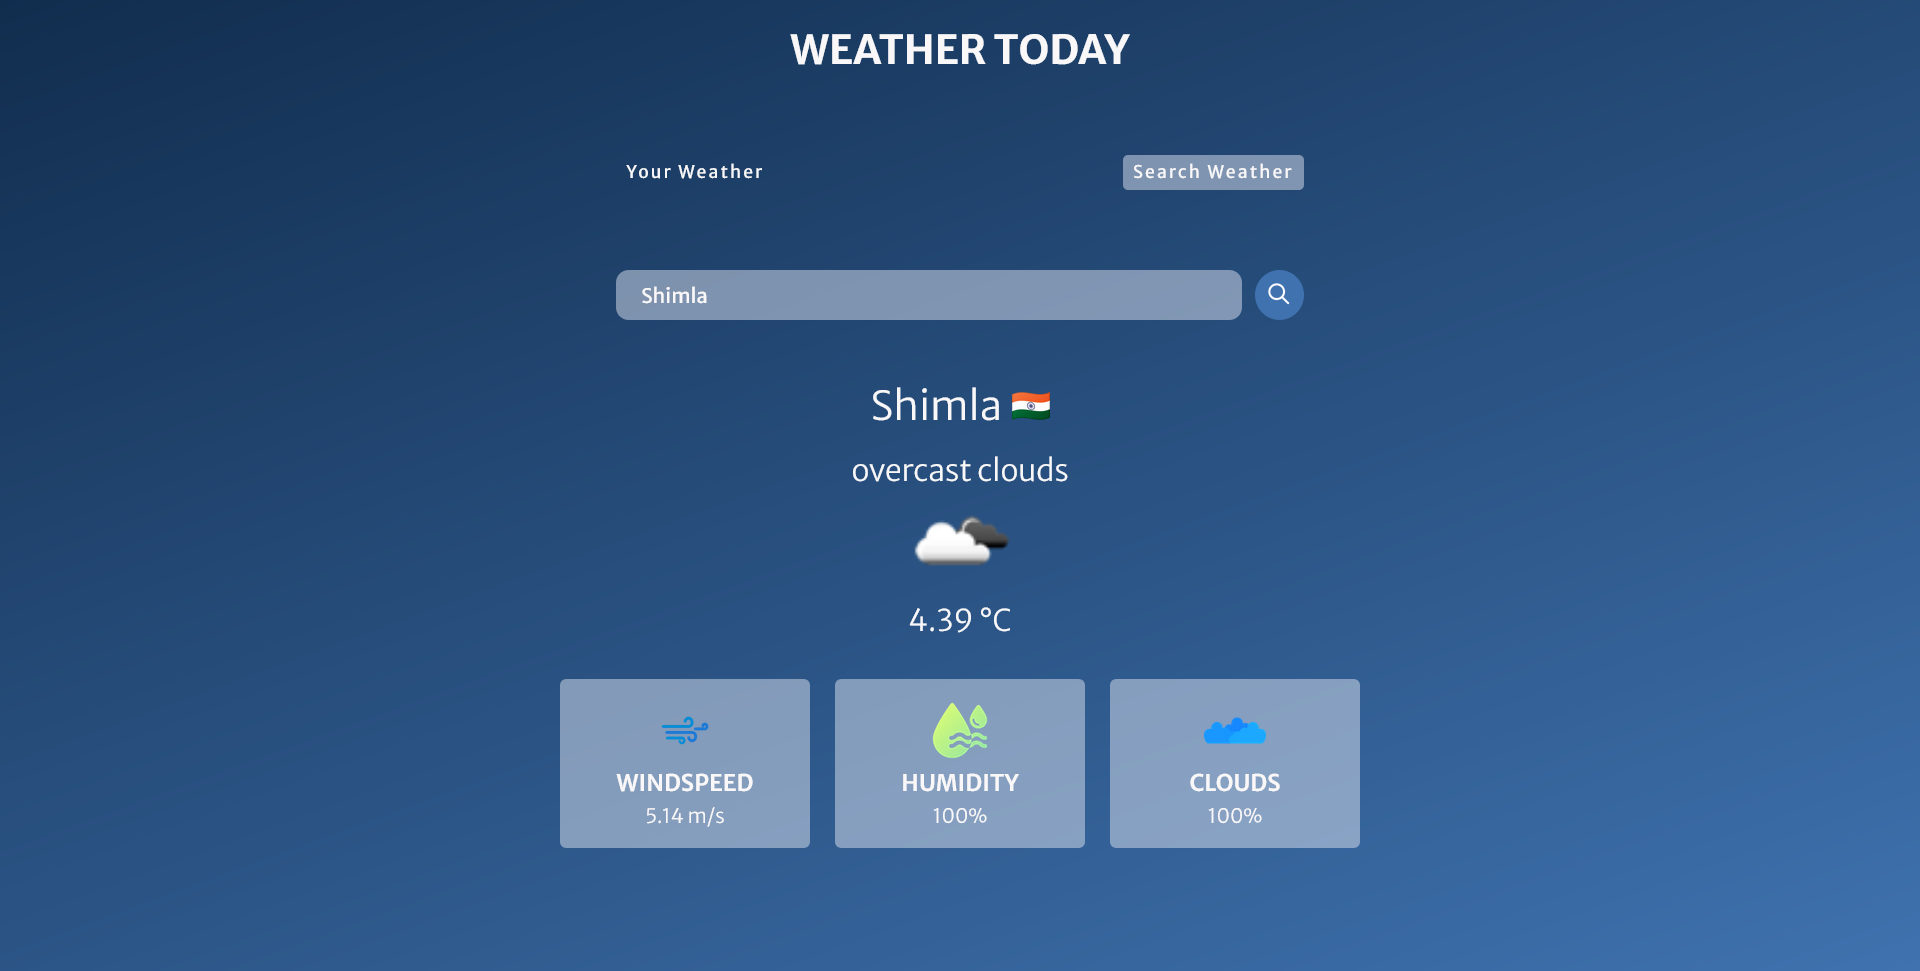 WEATHER TODAY
Your Weather
Search Weather
Shimla
Shimla
overcast clouds
4.39 °C
WINDSPEED
5.14 m/s
HUMIDITY
100%
CLOUDS
100%